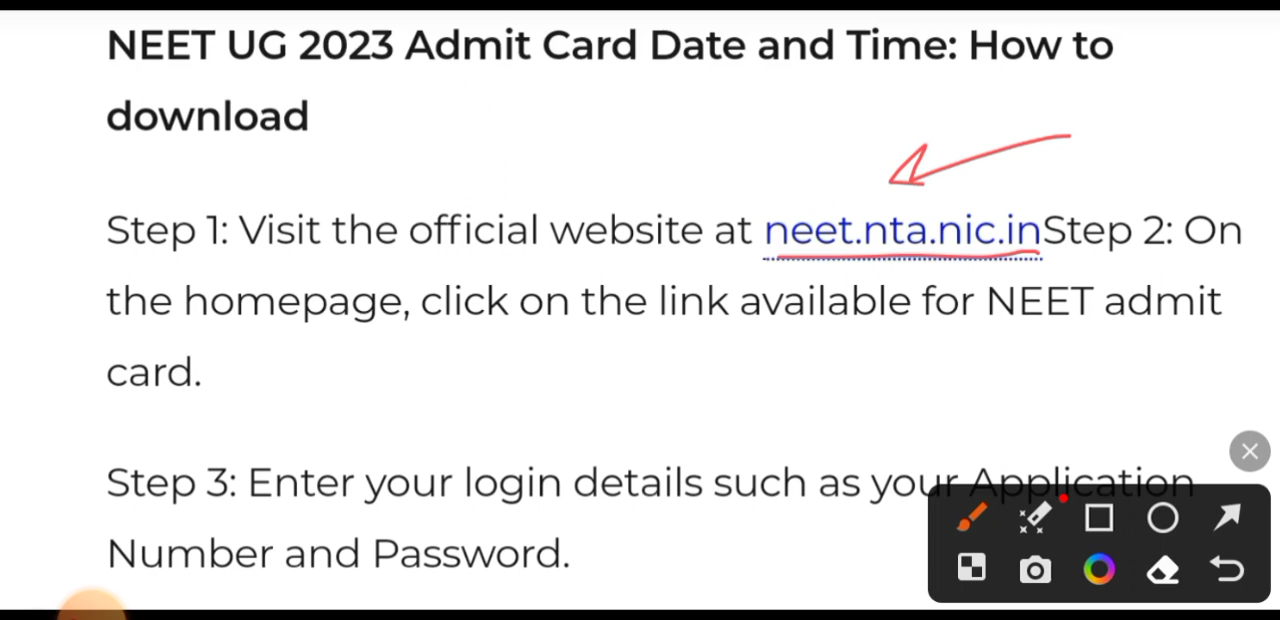 NEET UG 2023 Admit Card Date and Time: How to
download
Step 1: Visit the official website at neet.nta.nic.inStep 2: On
the homepage, click on the link available for NEET admit
card.
Step 3: Enter your login details such as your Application
Number and Password.